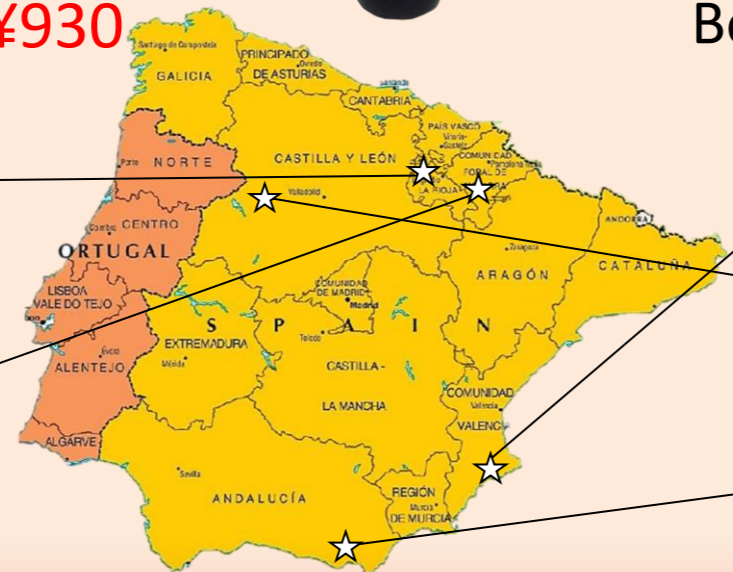 ¥930
Be
Santiago de Compostela
GALICIA
PRINCIPADO
Oviedo
DE ASTURIAS
Santander
CANTABRIA
PAÍS VASCO
Vitoria-
Gasteiz
COMUNIDAD
Pamplona
FORAL DE
RA
LA RIOJA
CASTILLA Y LEÓN
Valladolid
Porto
NORTE
Coimbra
CENTRO
ORTUGAL
LISBOA
VALE DO TEJO
Évora
ALENTEJO
ALGARVE
ANDORRA
CATALUÑA
Zaragoza
ARAGÓN
COMUNIDAD
DE MADRID
Madrid
S P A I N
EXTREMADURA
Mérida
Toledo
CASTILLA-
LA MANCHA
COMUNIDAD
Valencia
VALENCI
Sevilla
ANDALUCÍA
REGIÓN
Murcia
DE MURCIA